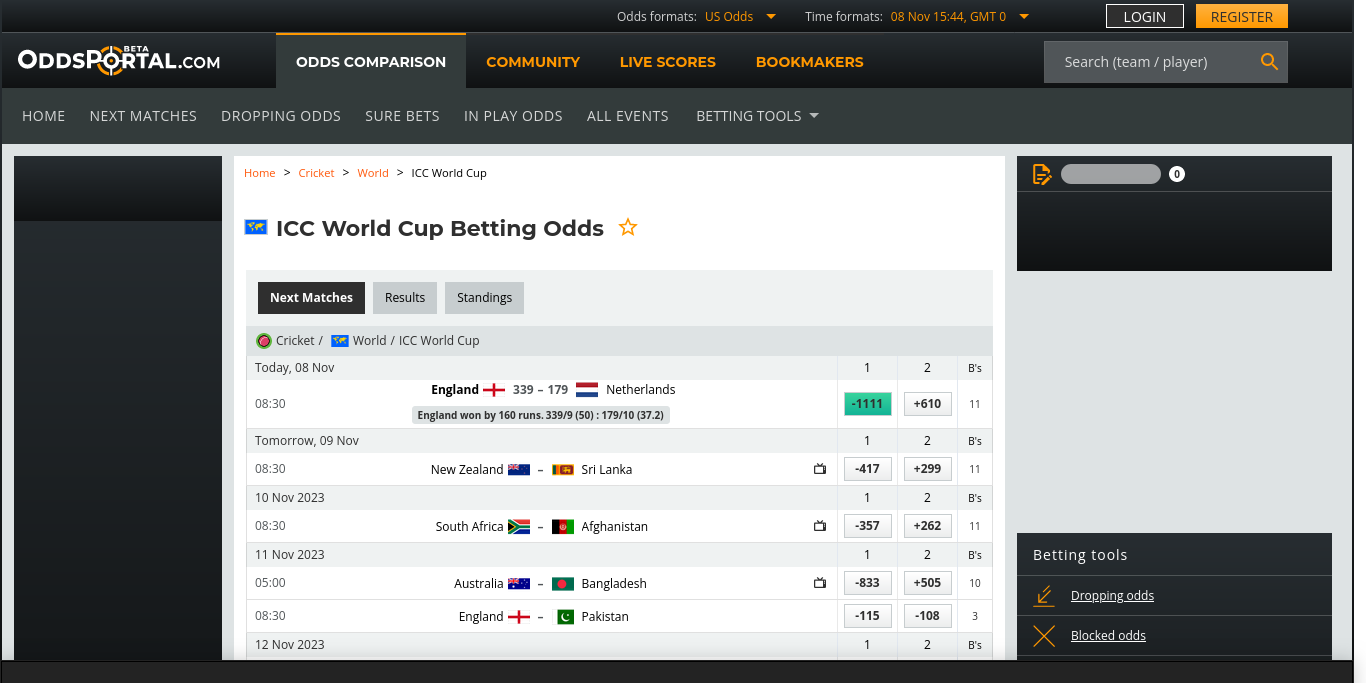 Odds formats: US Odds Time formats: 08 Nov 15:44, GMT 0 LOGIN REGISTER
ODDSPORTAL.COM BETA ODDS COMPARISON COMMUNITY LIVE SCORES BOOKMAKERS Search (team / player)
HOME NEXT MATCHES DROPPING ODDS SURE BETS IN PLAY ODDS ALL EVENTS BETTING TOOLS
Home > Cricket > World > ICC World Cup
0
ICC World Cup Betting Odds
Next Matches Results Standings
Cricket / World / ICC World Cup
Today, 08 Nov 1 2 B's
08:30 England 339 – 179 Netherlands -1111 +610 11
England won by 160 runs. 339/9 (50) : 179/10 (37.2)
Tomorrow, 09 Nov 1 2 B's
08:30 New Zealand – Sri Lanka -417 +299 11
10 Nov 2023 1 2 B's
08:30 South Africa – Afghanistan -357 +262 11
11 Nov 2023 1 2 B's
05:00 Australia – Bangladesh -833 +505 10
08:30 England – Pakistan -115 -108 3
12 Nov 2023 1 2 B's
Betting tools
Dropping odds
Blocked odds